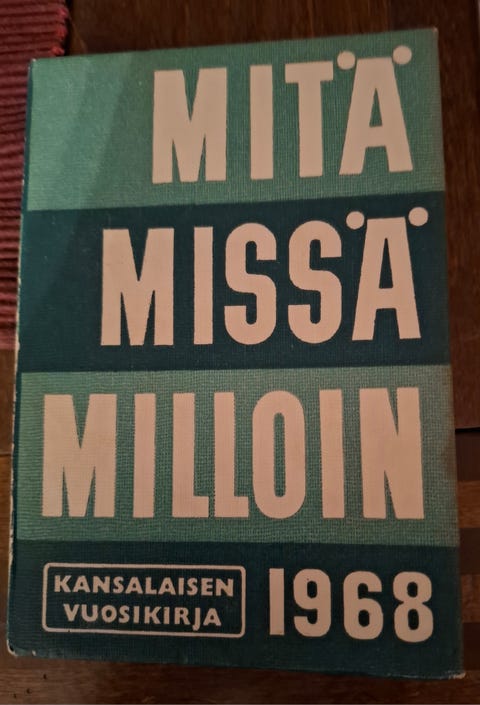 MITÄ
MISSÄ
MILLOIN
KANSALAISEN
VUOSIKIRJA
1968